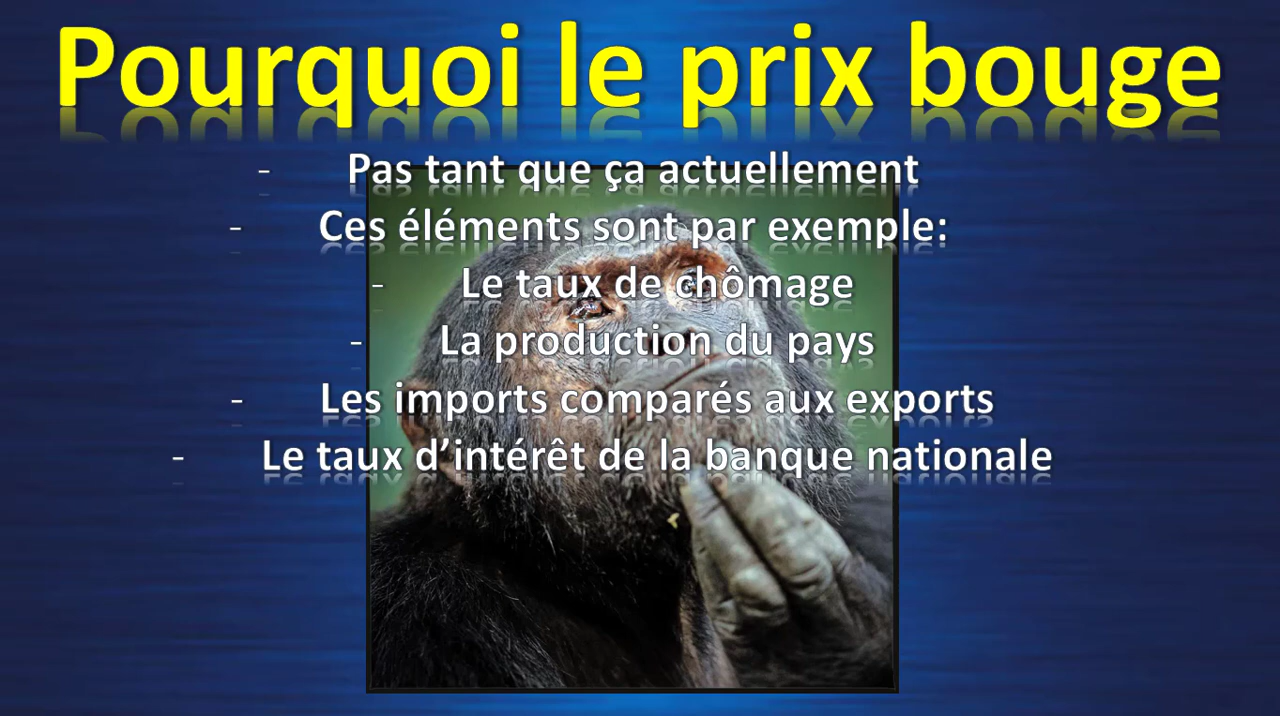 Pourquoi le prix bouge
- Pas tant que ça actuellement
- Ces éléments sont par exemple:
- Le taux de chômage
- La production du pays
- Les imports comparés aux exports
- Le taux d’intérêt de la banque nationale